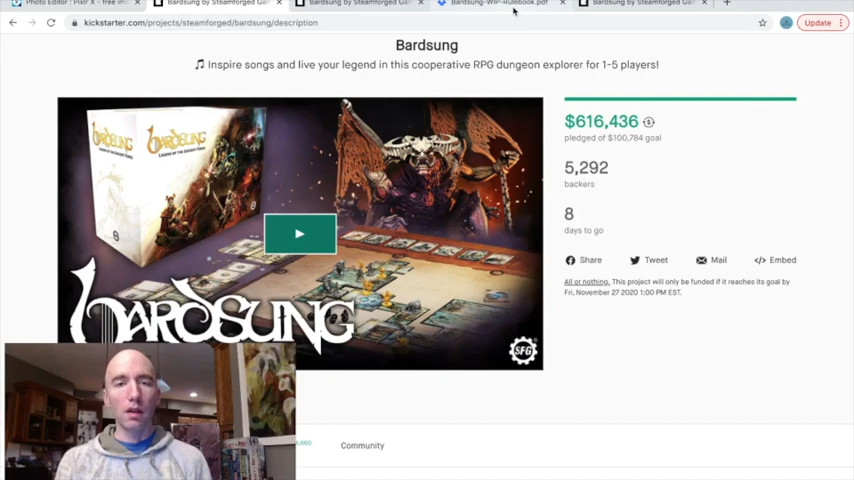 Photo Editor : Pixlr X - free ima
Bardsung by Steamforged Gam
Bardsung by Steamforged Gam
Bardsung-WIP-Rulebook.pdf
Bardsung by Steamforged Gam
kickstarter.com/projects/steamforged/bardsung/description
Update
Bardsung
Inspire songs and live your legend in this cooperative RPG dungeon explorer for 1-5 players!
BARDSUNG
BARDSUNG
$616,436
pledged of $100,784 goal
5,292
backers
8
days to go
Share
Tweet
Mail
</> Embed
All or nothing. This project will only be funded if it reaches its goal by
Fri, November 27 2020 1:00 PM EST.
BARDSUNG
SFG
Community